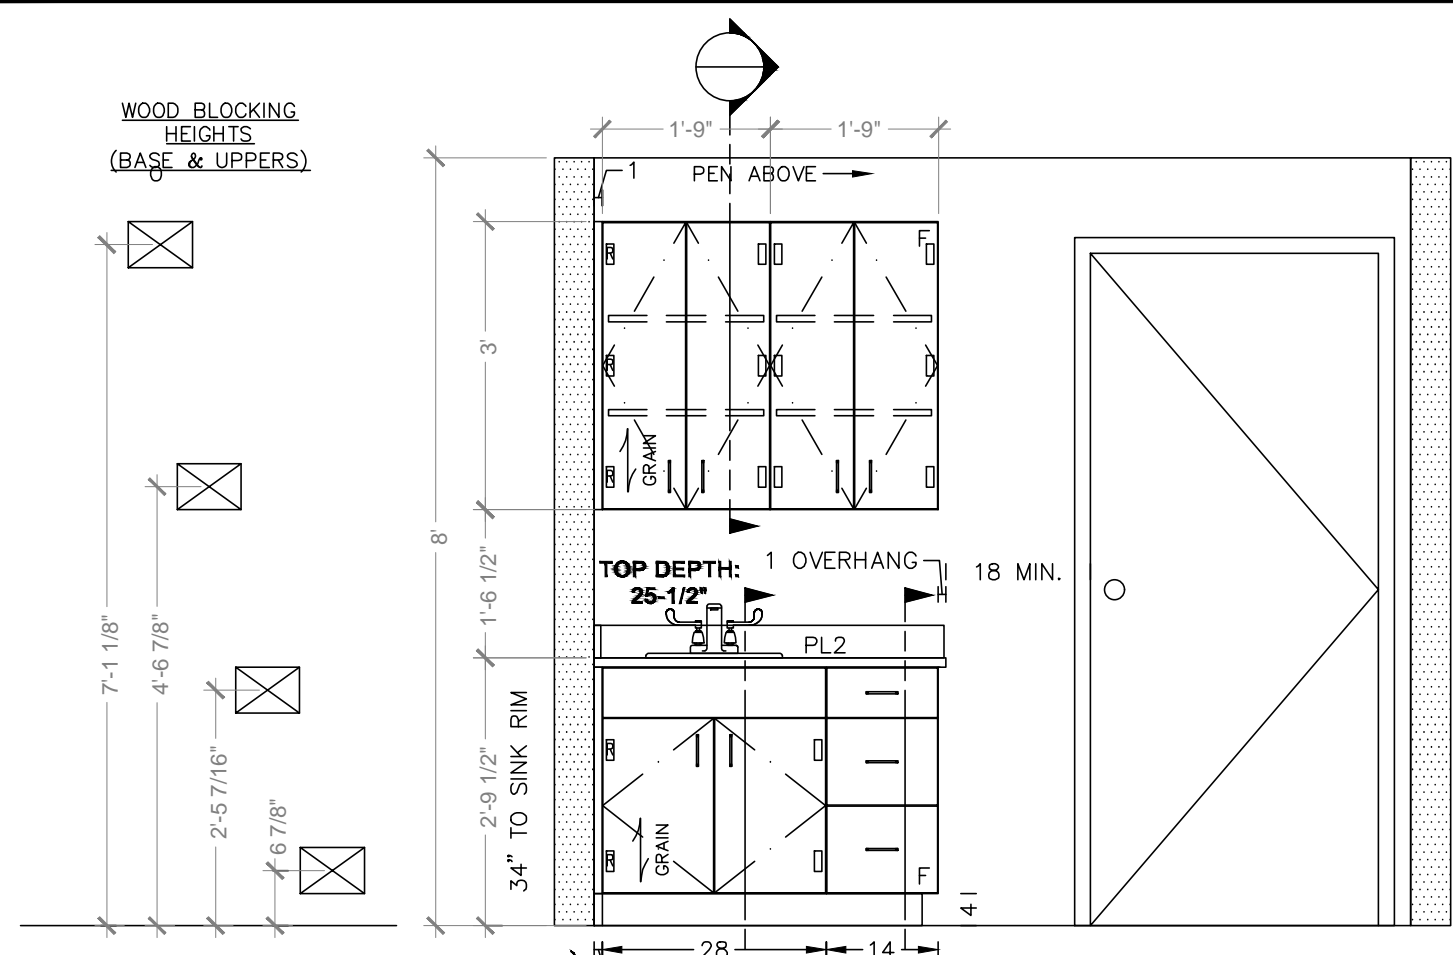 WOOD BLOCKING
HEIGHTS
(BASE & UPPERS)
O
1'-9"
1'-9"
1
PEN ABOVE
F
R
R
R
GRAIN
3'
8'
1'-6 1/2"
2'-9 1/2"
7'-1 1/8"
4'-6 7/8"
2'-5 7/16"
6 7/8"
TOP DEPTH:
25-1/2"
1 OVERHANG
18 MIN.
PL2
34" TO SINK RIM
R
R
GRAIN
F
4
28
14